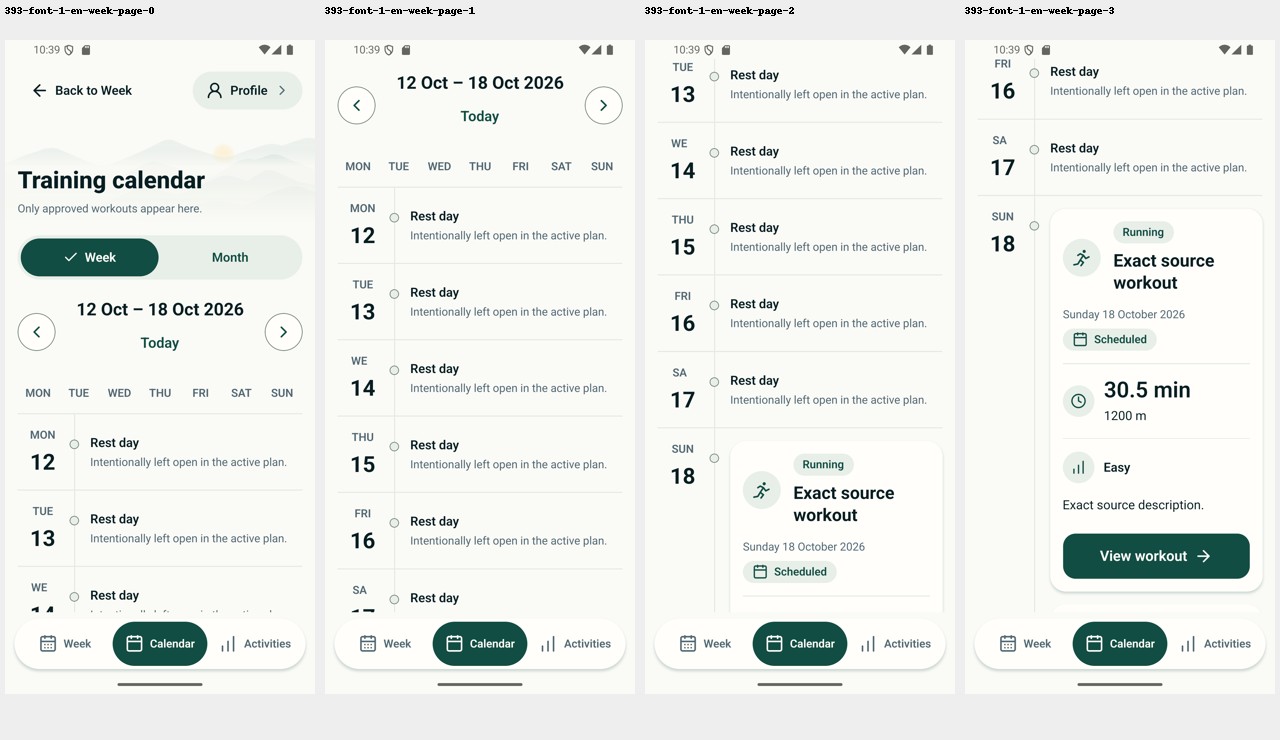 393-font-1-en-week-page-0
10:39
Back to Week
Profile
Training calendar
Only approved workouts appear here.
Week
Month
12 Oct – 18 Oct 2026
Today
MON TUE WED THU FRI SAT SUN
MON
12
Rest day
Intentionally left open in the active plan.
TUE
13
Rest day
Intentionally left open in the active plan.
WE
14
Rest day
Week
Calendar
Activities
393-font-1-en-week-page-1
10:39
12 Oct – 18 Oct 2026
Today
MON TUE WED THU FRI SAT SUN
MON
12
Rest day
Intentionally left open in the active plan.
TUE
13
Rest day
Intentionally left open in the active plan.
WE
14
Rest day
Intentionally left open in the active plan.
THU
15
Rest day
Intentionally left open in the active plan.
FRI
16
Rest day
Intentionally left open in the active plan.
SA
17
Rest day
Week
Calendar
Activities
393-font-1-en-week-page-2
10:39
TUE
13
Rest day
Intentionally left open in the active plan.
WE
14
Rest day
Intentionally left open in the active plan.
THU
15
Rest day
Intentionally left open in the active plan.
FRI
16
Rest day
Intentionally left open in the active plan.
SA
17
Rest day
Intentionally left open in the active plan.
SUN
18
Running
Exact source
workout
Sunday 18 October 2026
Scheduled
Week
Calendar
Activities
393-font-1-en-week-page-3
10:39
FRI
16
Rest day
Intentionally left open in the active plan.
SA
17
Rest day
Intentionally left open in the active plan.
SUN
18
Running
Exact source
workout
Sunday 18 October 2026
Scheduled
30.5 min
1200 m
Easy
Exact source description.
View workout
Week
Calendar
Activities